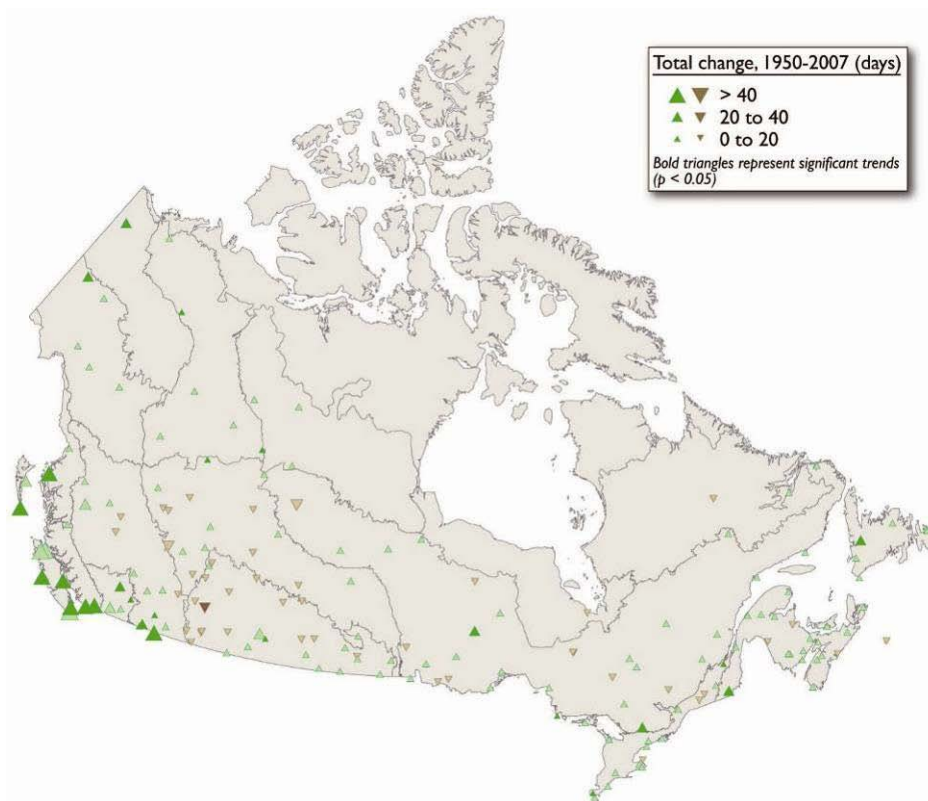 Total change, 1950-2007 (days)
> 40
20 to 40
0 to 20
Bold triangles represent significant trends
(p < 0.05)